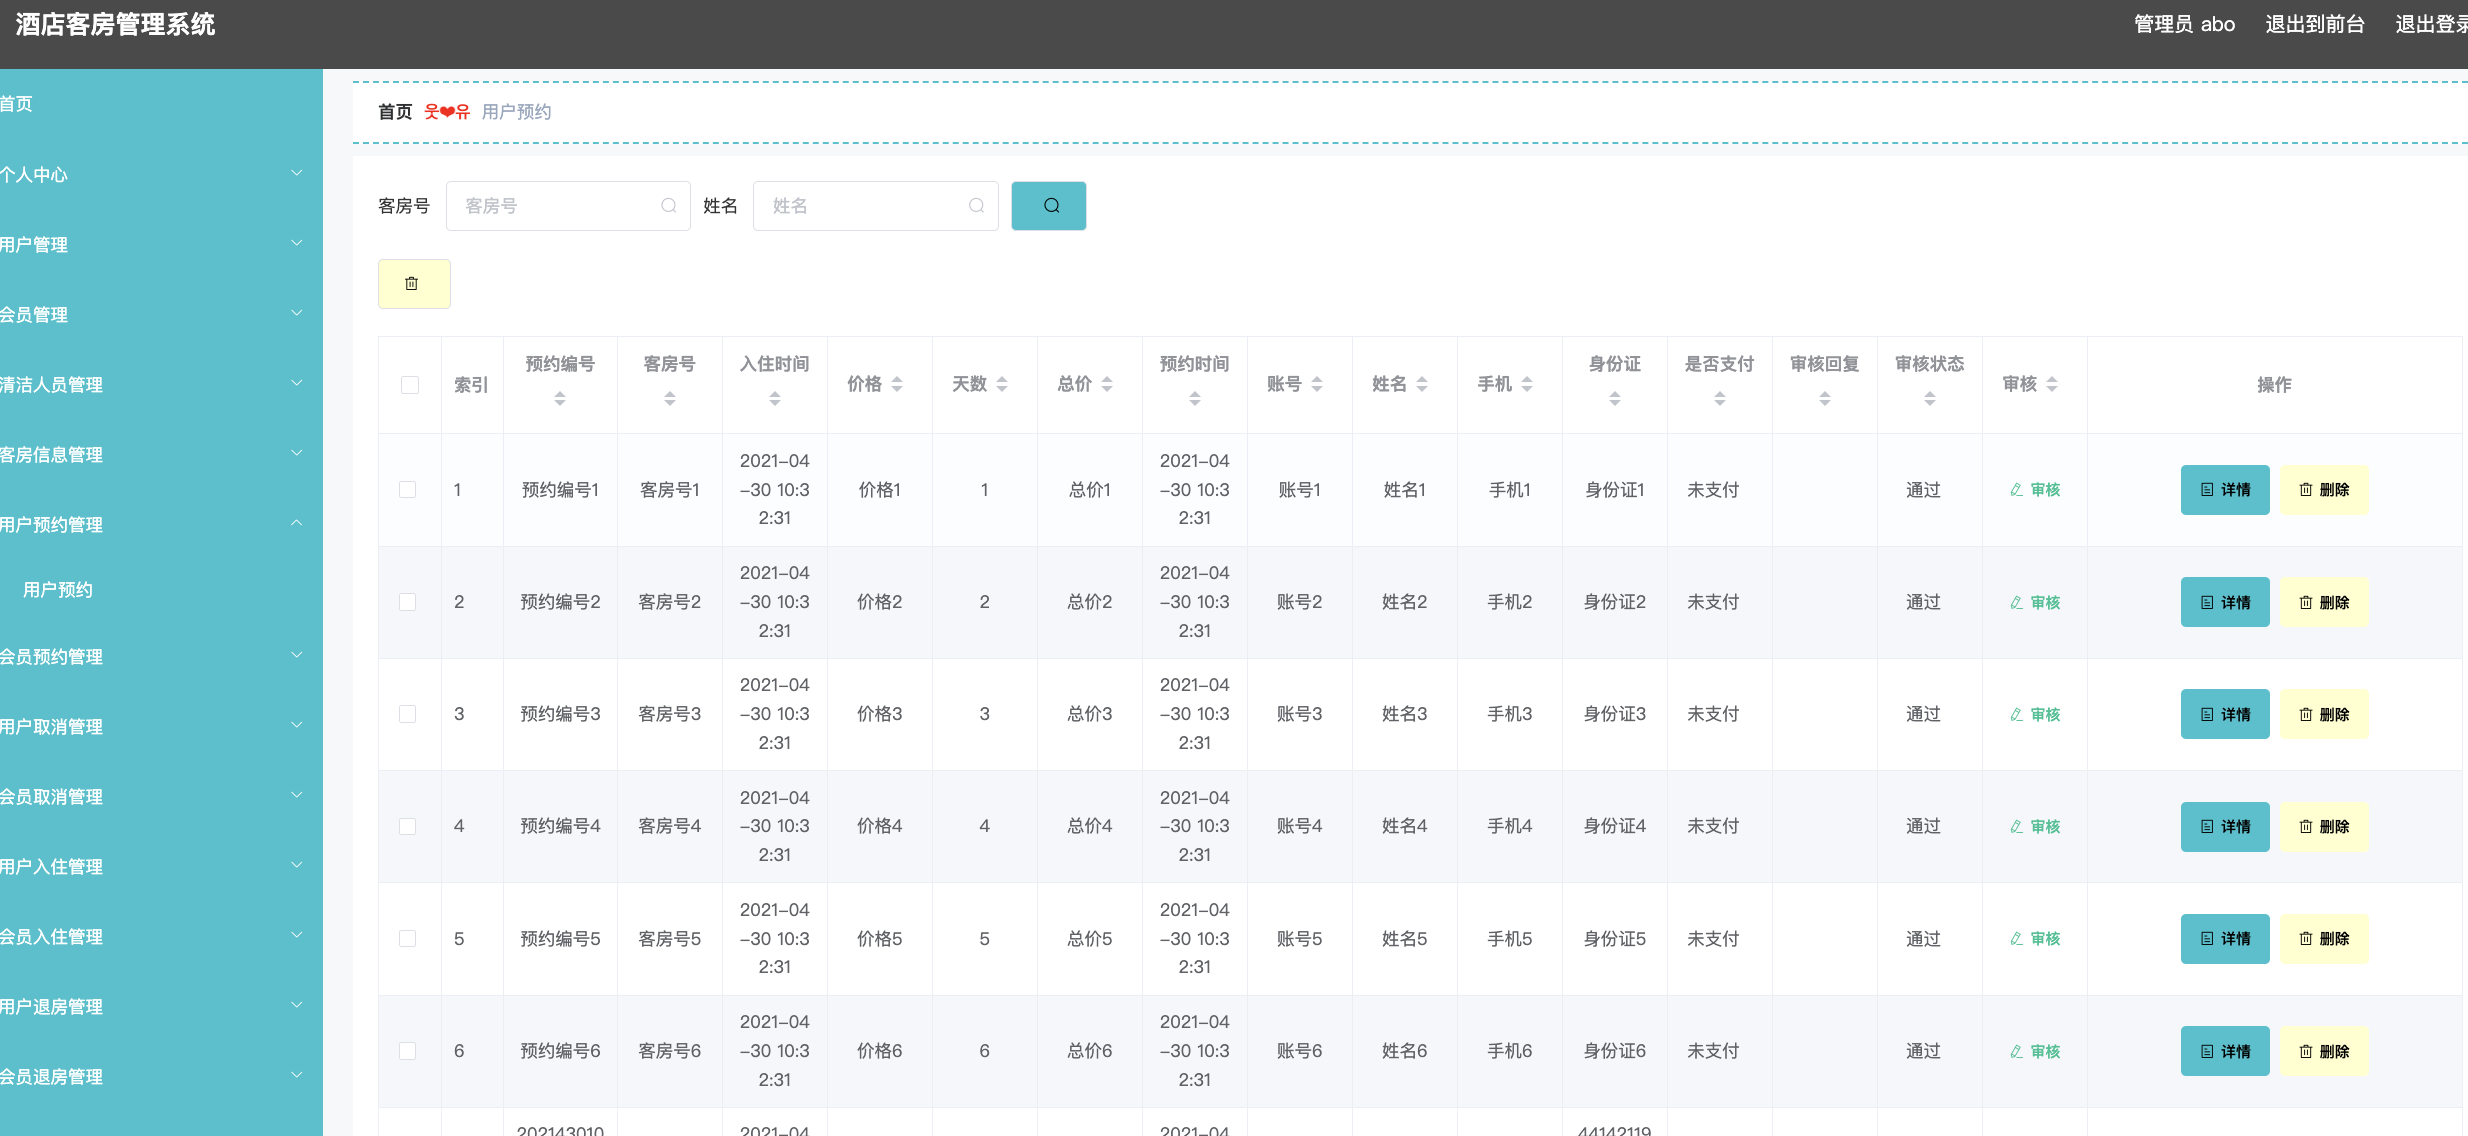 酒店客房管理系统
管理员 abo 退出到前台 退出登录
首页
个人中心
用户管理
会员管理
清洁人员管理
客房信息管理
用户预约管理
用户预约
会员预约管理
用户取消管理
会员取消管理
用户入住管理
会员入住管理
用户退房管理
会员退房管理
首页 웃❤유 用户预约
客房号 客房号 姓名 姓名
索引 预约编号 客房号 入住时间 价格 天数 总价 预约时间 账号 姓名 手机 身份证 是否支付 审核回复 审核状态 审核 操作
2021-04 2021-04
1 预约编号1 客房号1 -30 10:3 价格1 1 总价1 -30 10:3 账号1 姓名1 手机1 身份证1 未支付 通过 审核 详情 删除
2:31 2:31
2021-04 2021-04
2 预约编号2 客房号2 -30 10:3 价格2 2 总价2 -30 10:3 账号2 姓名2 手机2 身份证2 未支付 通过 审核 详情 删除
2:31 2:31
2021-04 2021-04
3 预约编号3 客房号3 -30 10:3 价格3 3 总价3 -30 10:3 账号3 姓名3 手机3 身份证3 未支付 通过 审核 详情 删除
2:31 2:31
2021-04 2021-04
4 预约编号4 客房号4 -30 10:3 价格4 4 总价4 -30 10:3 账号4 姓名4 手机4 身份证4 未支付 通过 审核 详情 删除
2:31 2:31
2021-04 2021-04
5 预约编号5 客房号5 -30 10:3 价格5 5 总价5 -30 10:3 账号5 姓名5 手机5 身份证5 未支付 通过 审核 详情 删除
2:31 2:31
2021-04 2021-04
6 预约编号6 客房号6 -30 10:3 价格6 6 总价6 -30 10:3 账号6 姓名6 手机6 身份证6 未支付 通过 审核 详情 删除
2:31 2:31
202143010 2021-04 2021-04 44142119